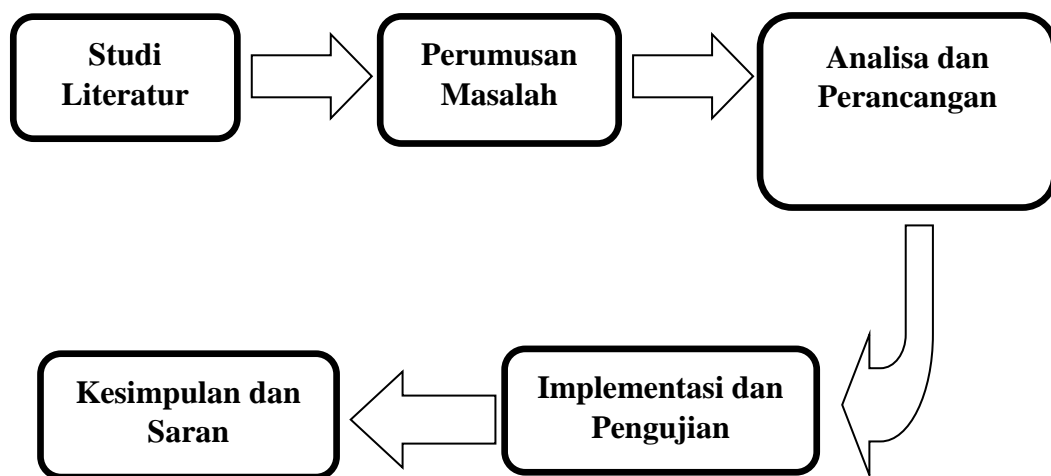 Studi
Literatur
Perumusan
Masalah
Analisa dan
Perancangan
Implementasi dan
Pengujian
Kesimpulan dan
Saran